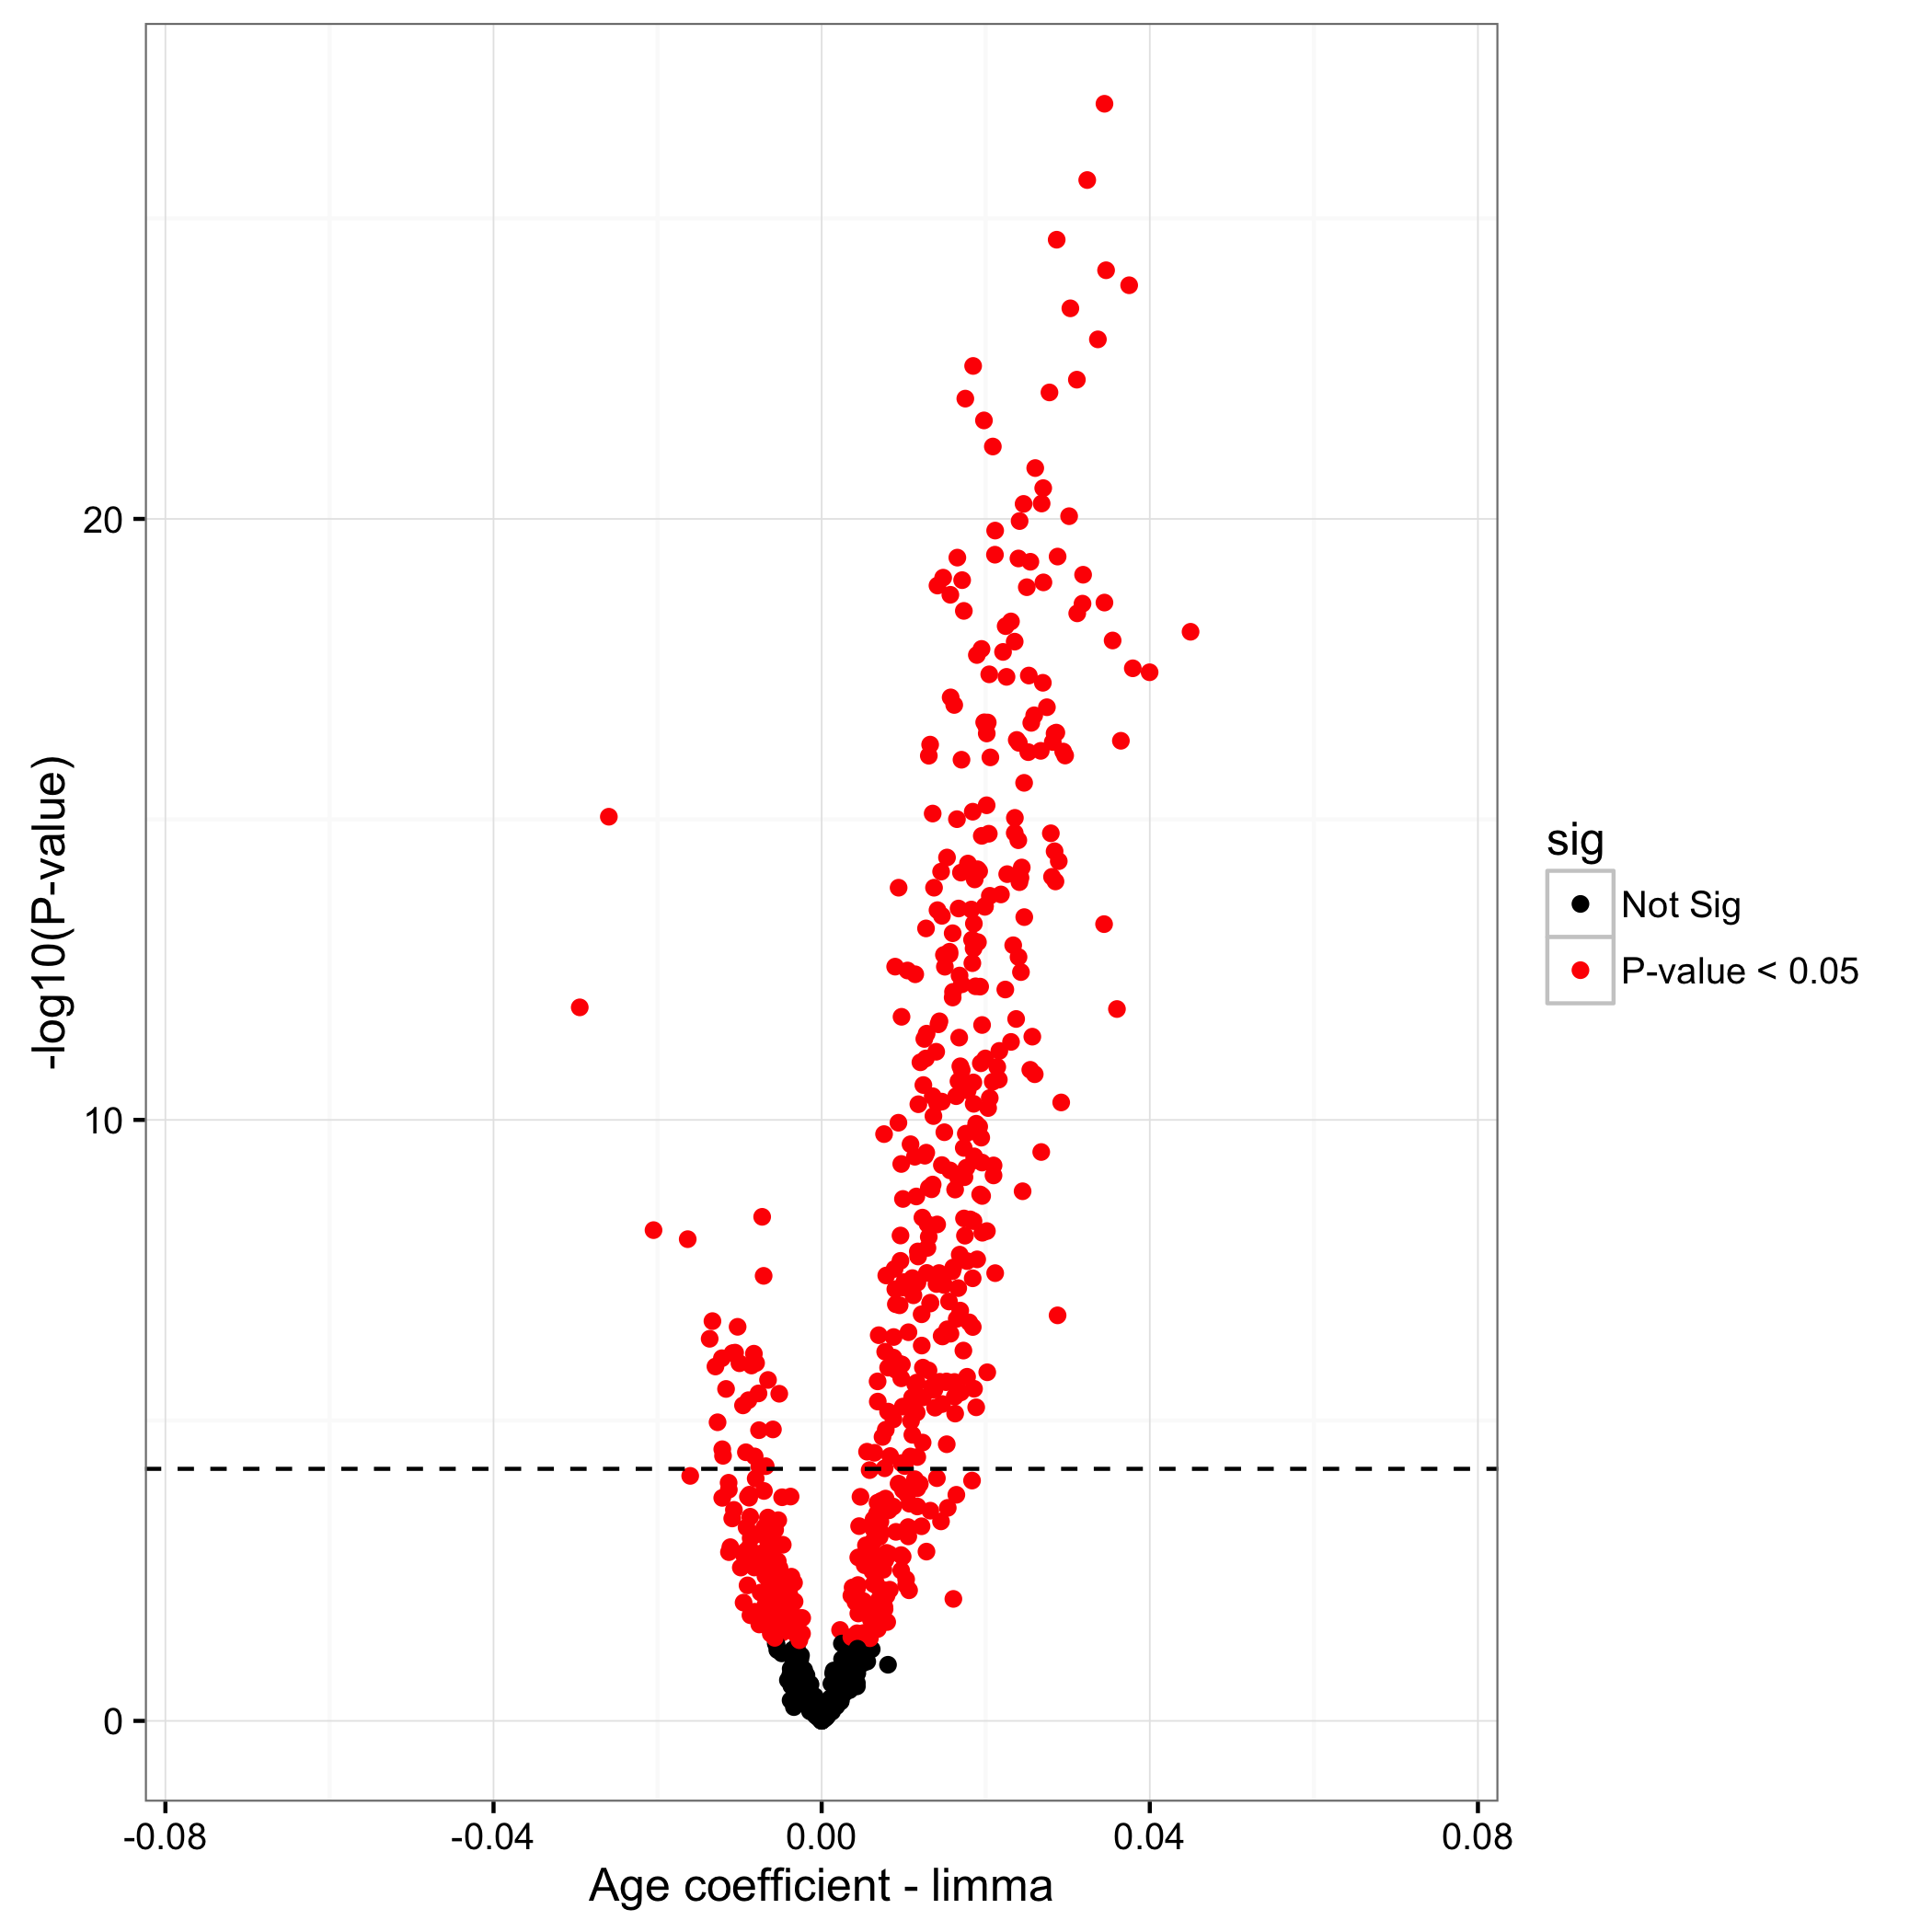 -log10(P-value)
20
10
0
-0.08
-0.04
0.00
0.04
0.08
Age coefficient - limma
sig
Not Sig
P-value < 0.05